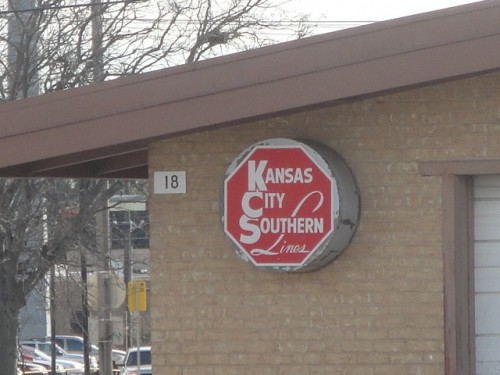 18
KANSAS
CITY
SOUTHERN
Lines